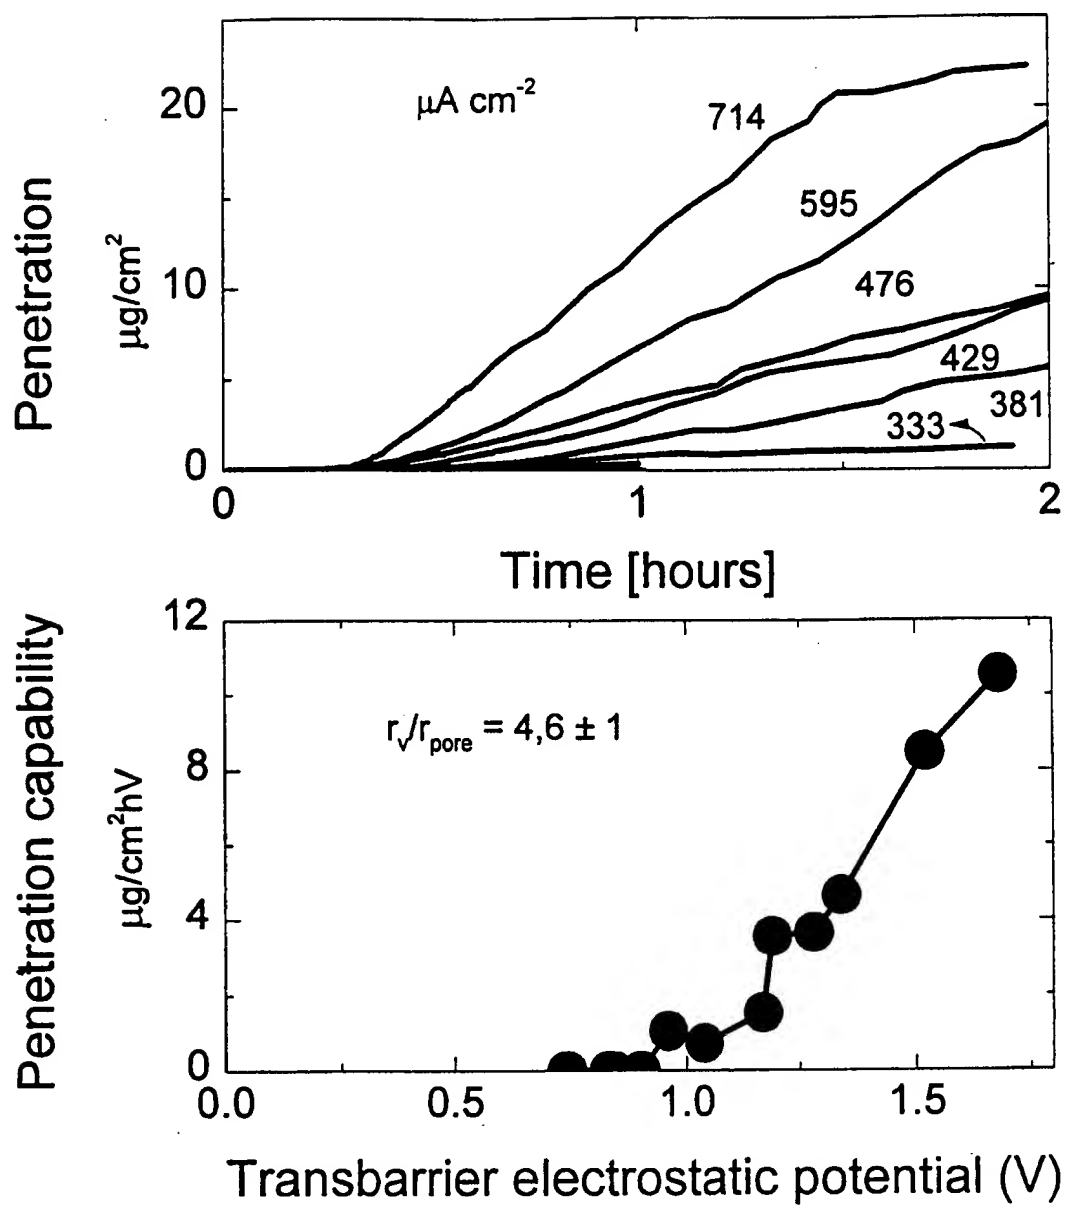 Penetration
μg/cm²
20
10
0
μA cm⁻²
714
595
476
429
381
333
0
1
2
Time [hours]
Penetration capability
μg/cm²hV
12
8
4
0
rᵥ/rpore = 4,6 ± 1
0.0
0.5
1.0
1.5
Transbarrier electrostatic potential (V)